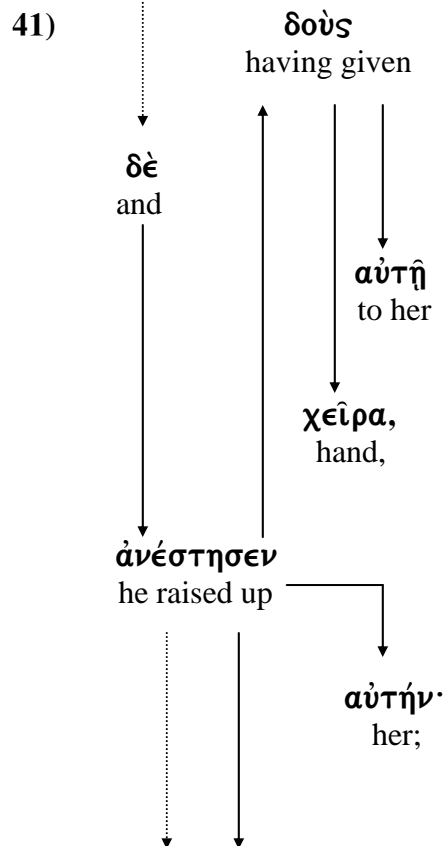 41)
δοὺς
having given
δὲ
and
αὐτῇ
to her
χεῖρα,
hand,
ἀνέστησεν
he raised up
αὐτήν·
her;